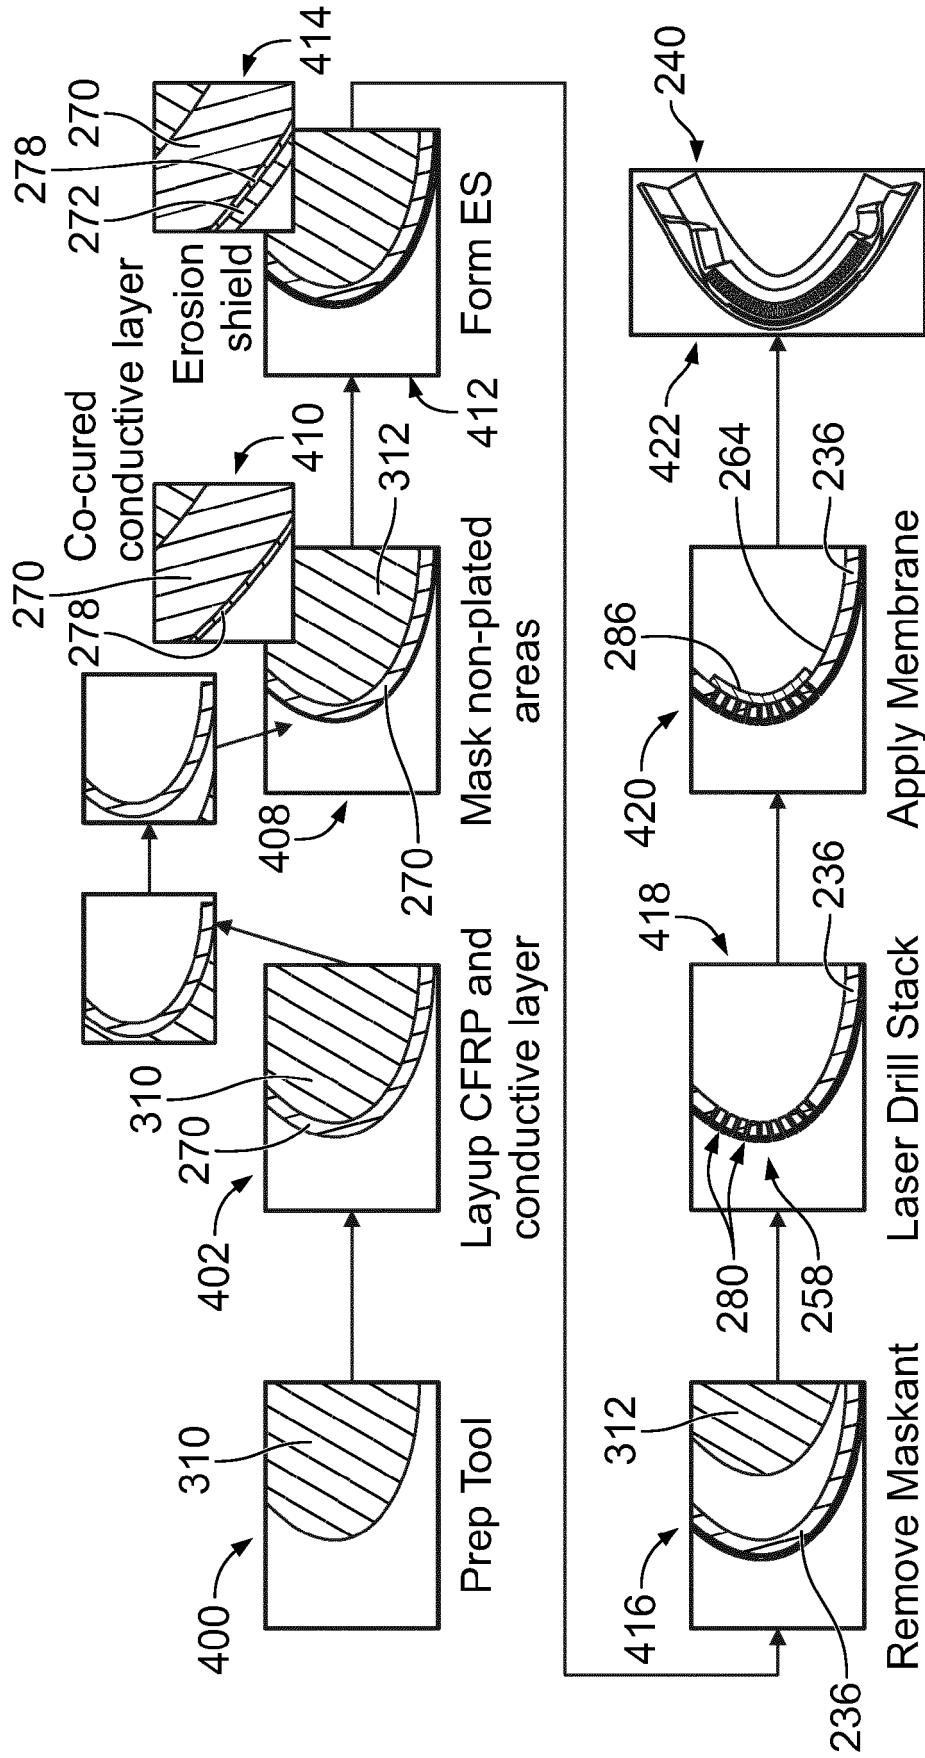 400
310
Prep Tool
402
310
270
Layup CFRP and
conductive layer
408
270
278
410
312
270
Mask non-plated
areas
Co-cured
conductive layer
Erosion
shield
272
278
270
414
412
Form ES
416
312
236
Remove Maskant
418
280
258
236
Laser Drill Stack
420
286
264
236
Apply Membrane
422
240